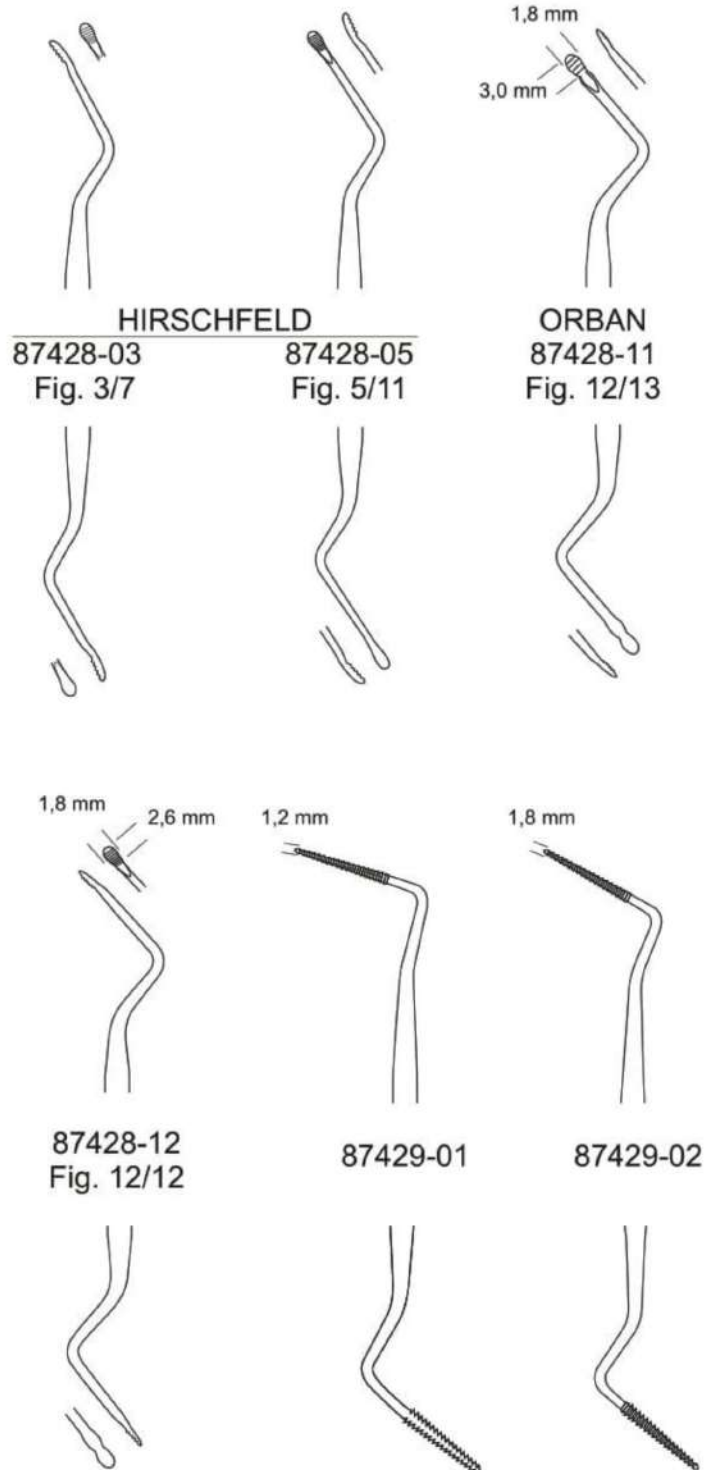 1,8 mm
3,0 mm
HIRSCHFELD
ORBAN
87428-03
87428-05
87428-11
Fig. 3/7
Fig. 5/11
Fig. 12/13
1,8 mm
2,6 mm
1,2 mm
1,8 mm
87428-12
87429-01
87429-02
Fig. 12/12